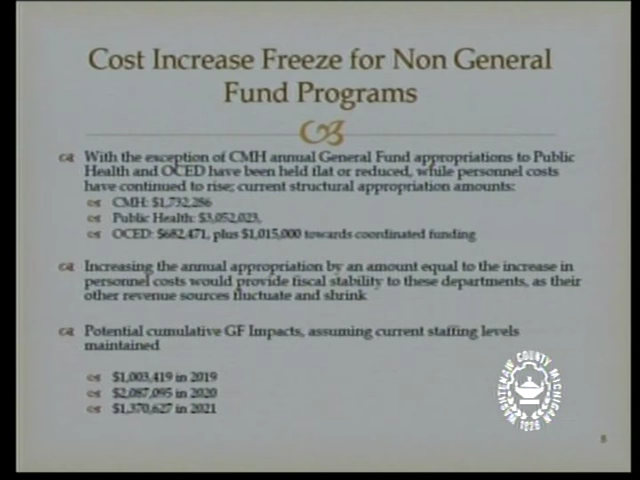 Cost Increase Freeze for Non General
Fund Programs
With the exception of CMH annual General Fund appropriations to Public
Health and OCED have been held flat or reduced, while personnel costs
have continued to rise; current structural appropriation amounts:
CMH: $1,732,286
Public Health: $3,052,023,
OCED: $682,471, plus $1,015,000 towards coordinated funding
Increasing the annual appropriation by an amount equal to the increase in
personnel costs would provide fiscal stability to these departments, as their
other revenue sources fluctuate and shrink
Potential cumulative GF Impacts, assuming current staffing levels
maintained
$1,003,419 in 2019
$2,087,095 in 2020
$1,370,627 in 2021
WASHTENAW COUNTY MICHIGAN
1826
8